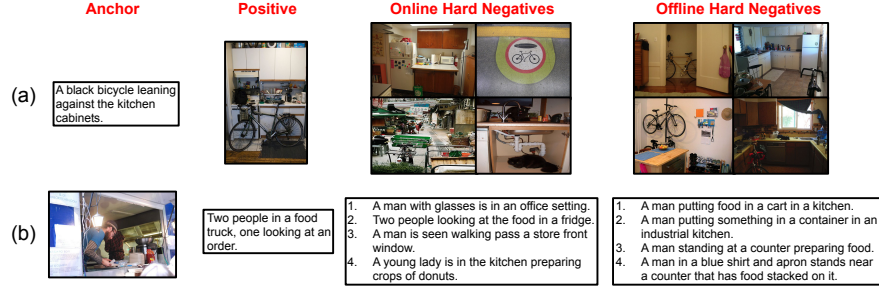 Anchor
Positive
Online Hard Negatives
Offline Hard Negatives
(a)
A black bicycle leaning
against the kitchen
cabinets.
(b)
Two people in a food
truck, one looking at an
order.
1. A man with glasses is in an office setting.
2. Two people looking at the food in a fridge.
3. A man is seen walking pass a store front
window.
4. A young lady is in the kitchen preparing
crops of donuts.
1. A man putting food in a cart in a kitchen.
2. A man putting something in a container in an
industrial kitchen.
3. A man standing at a counter preparing food.
4. A man in a blue shirt and apron stands near
a counter that has food stacked on it.